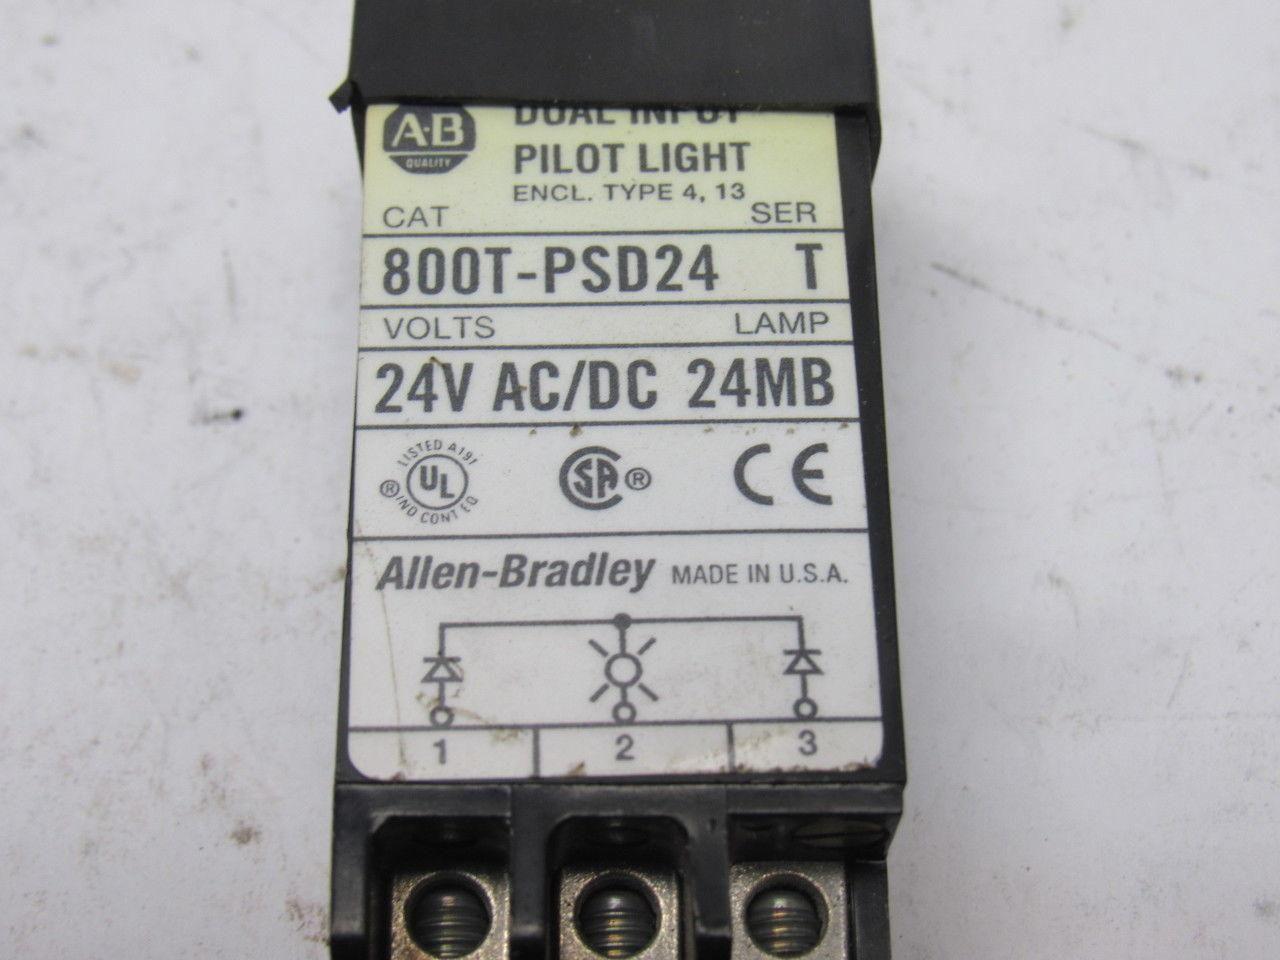 A-B
QUALITY
DUAL INPUT
PILOT LIGHT
ENCL. TYPE 4, 13
CAT SER
800T-PSD24 T
VOLTS LAMP
24V AC/DC 24MB
LISTED A191
UL ®
IND CONT EQ
SA ®
CE
Allen-Bradley MADE IN U.S.A.
1 2 3